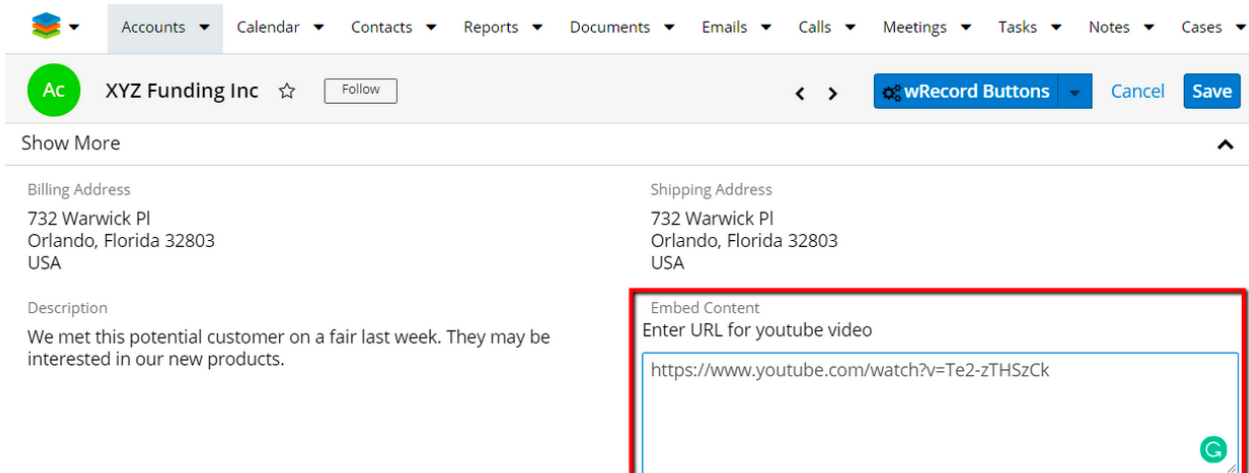 Accounts Calendar Contacts Reports Documents Emails Calls Meetings Tasks Notes Cases
Ac XYZ Funding Inc Follow wRecord Buttons Cancel Save
Show More
Billing Address
732 Warwick Pl
Orlando, Florida 32803
USA
Shipping Address
732 Warwick Pl
Orlando, Florida 32803
USA
Description
We met this potential customer on a fair last week. They may be
interested in our new products.
Embed Content
Enter URL for youtube video
https://www.youtube.com/watch?v=Te2-zTHSzCk